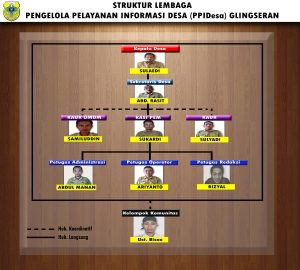 STRUKTUR LEMBAGA
PENGELOLA PELAYANAN INFORMASI DESA (PPIDesa) GLINGSERAN
Kepala Desa
SULAEDI
Sekretaris Desa
ABD. RASIT
KAUR UMUM
KASI PEM
KAUR
SAMILUDDIN
SUKARDI
SULYADI
Petugas Administrasi
Petugas Operator
Petugas Redaksi
ABDUL MANAN
ARIYANTO
RIZYAL
Kelompok Komunitas
Ust. Bisno
Hub. Koordinatif
Hub. Langsung